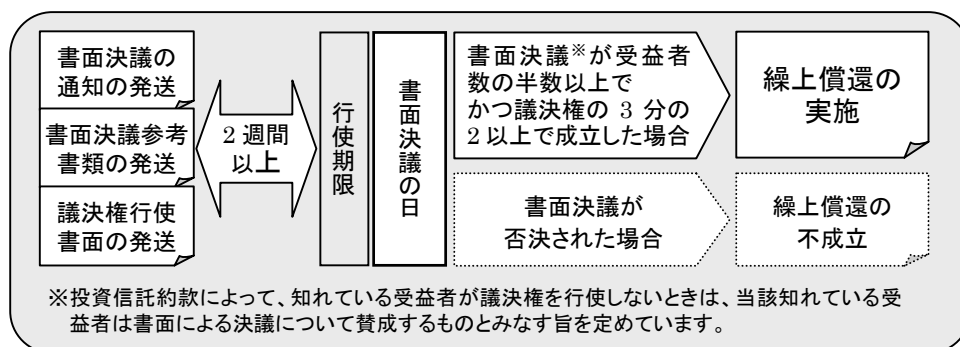 書面決議の
通知の発送
書面決議参考
書類の発送
議決権行使
書面の発送
2 週間
以上
行使期限
書面決議の日
書面決議※が受益者
数の半数以上で
かつ議決権の 3 分の
2 以上で成立した場合
繰上償還の
実施
書面決議が
否決された場合
繰上償還の
不成立
※投資信託約款によって、知れている受益者が議決権を行使しないときは、当該知れている受
益者は書面による決議について賛成するものとみなす旨を定めています。